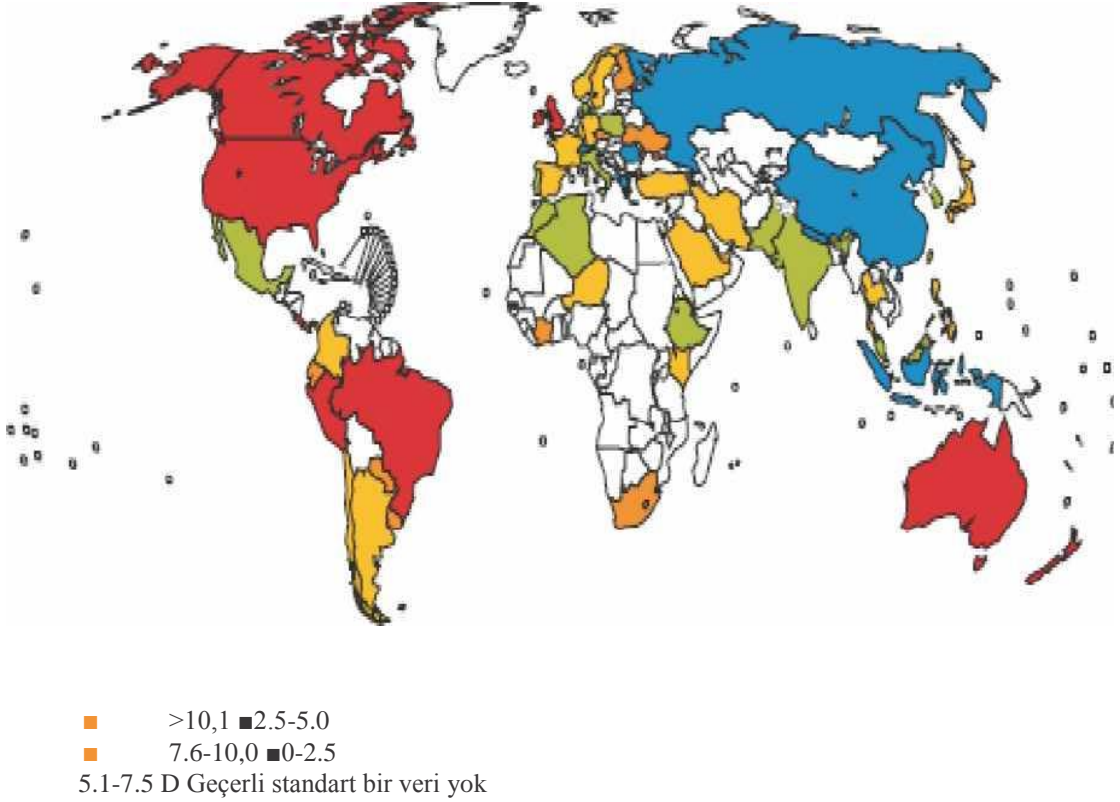 ■ >10,1 ■2.5-5.0
■ 7.6-10,0 ■0-2.5
5.1-7.5 D Geçerli standart bir veri yok